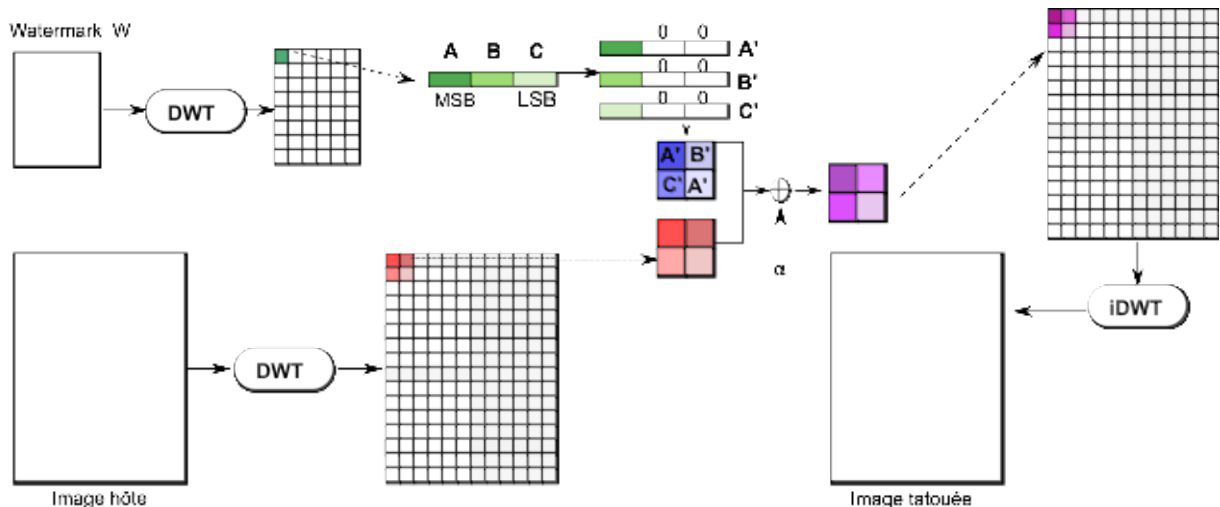 Watermark W
DWT
A B C
MSB LSB
0 0
A'
0 0
B'
0 0
C'
A' B'
C' A'
α
iDWT
DWT
Image hôte
Image tatouée